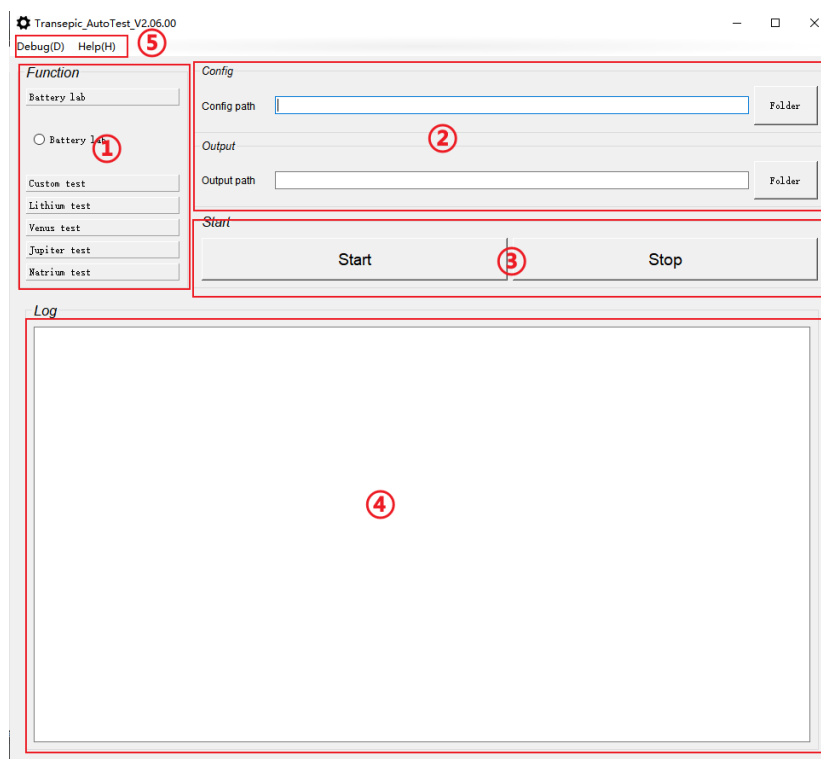 Transepic_AutoTest_V2.06.00
Debug(D) Help(H) ⑤
Function
Battery lab
Battery lab
①
Custom test
Lithium test
Venus test
Jupiter test
Natrium test
Config
Config path
Folder
②
Output
Output path
Folder
Start
Start
③
Stop
Log
④